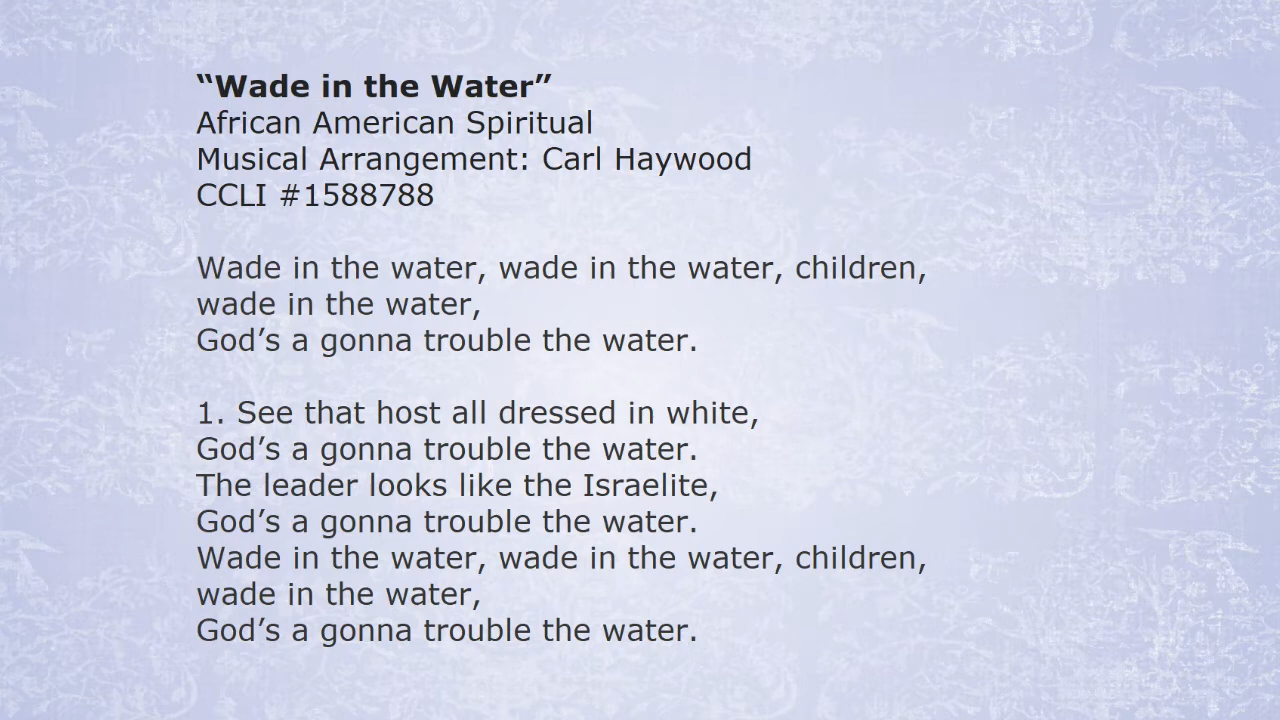 “Wade in the Water”
African American Spiritual
Musical Arrangement: Carl Haywood
CCLI #1588788
Wade in the water, wade in the water, children,
wade in the water,
God’s a gonna trouble the water.
1. See that host all dressed in white,
God’s a gonna trouble the water.
The leader looks like the Israelite,
God’s a gonna trouble the water.
Wade in the water, wade in the water, children,
wade in the water,
God’s a gonna trouble the water.